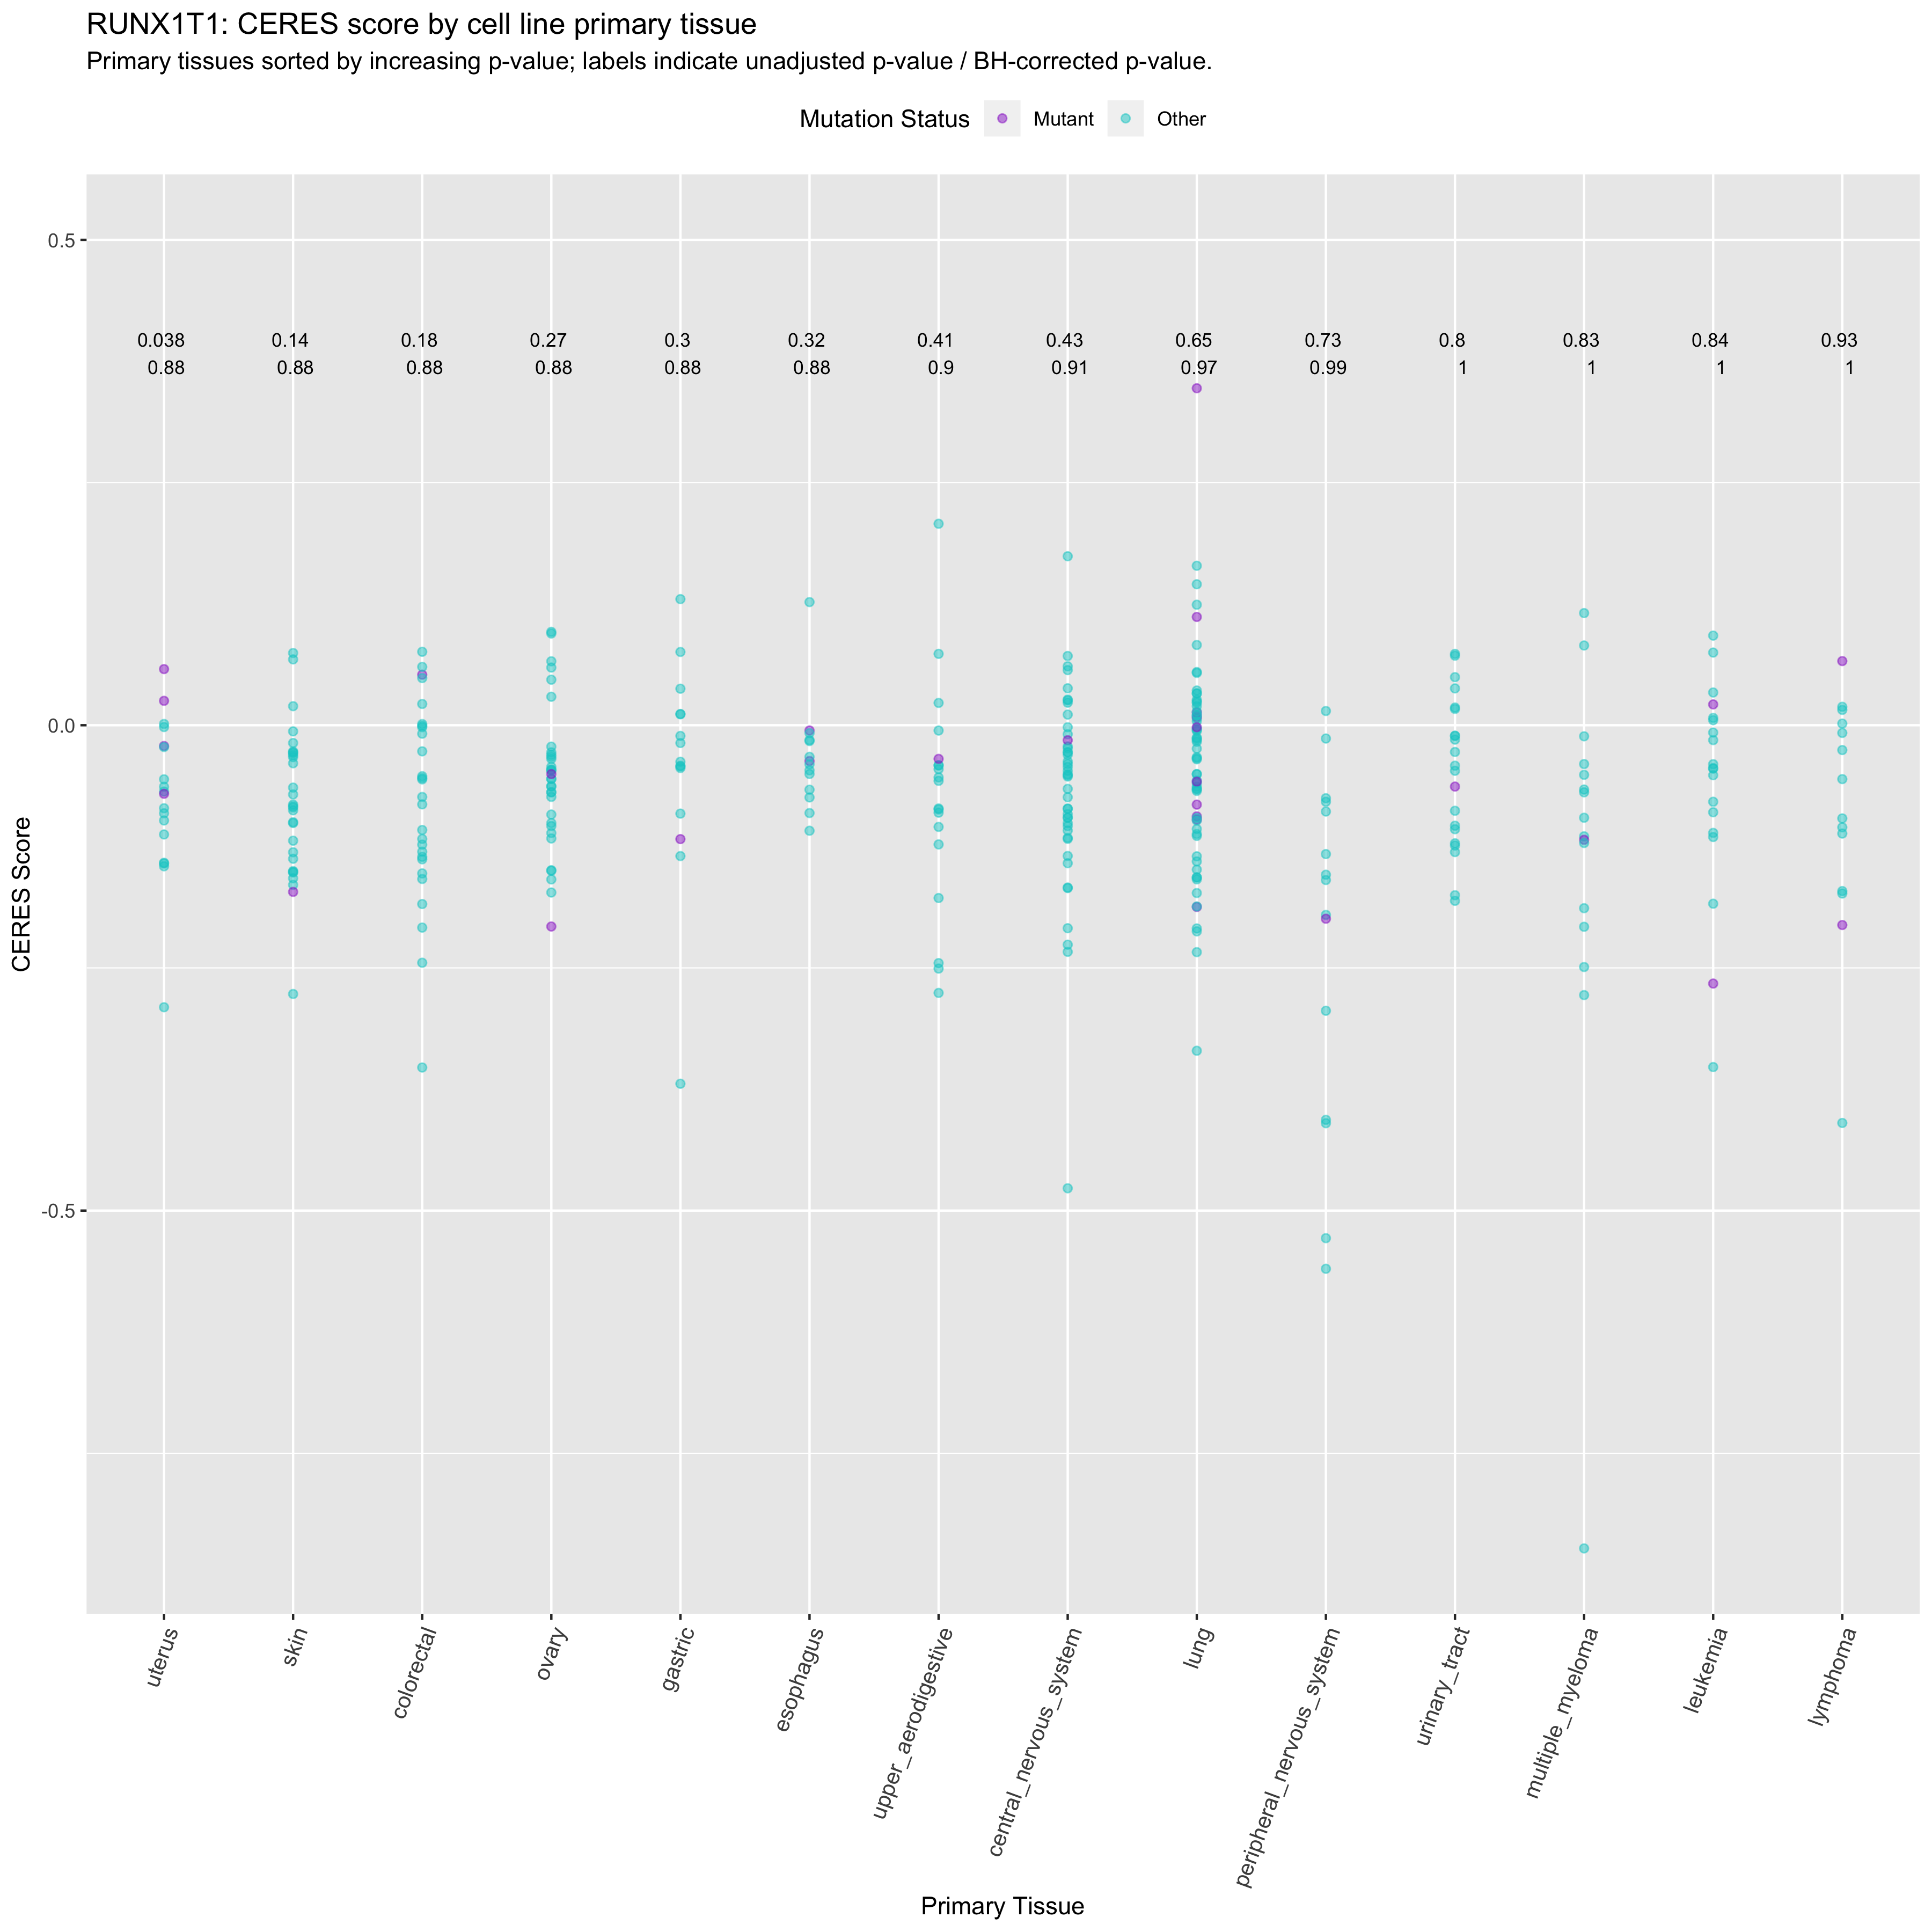 RUNX1T1: CERES score by cell line primary tissue
Primary tissues sorted by increasing p-value; labels indicate unadjusted p-value / BH-corrected p-value.
Mutation Status Mutant Other
0.5
0.038 0.14 0.18 0.27 0.3 0.32 0.41 0.43 0.65 0.73 0.8 0.83 0.84 0.93
0.88 0.88 0.88 0.88 0.88 0.88 0.9 0.91 0.97 0.99 1 1 1 1
0.0
-0.5
CERES Score
uterus
skin
colorectal
ovary
gastric
esophagus
upper_aerodigestive
central_nervous_system
lung
peripheral_nervous_system
urinary_tract
multiple_myeloma
leukemia
lymphoma
Primary Tissue